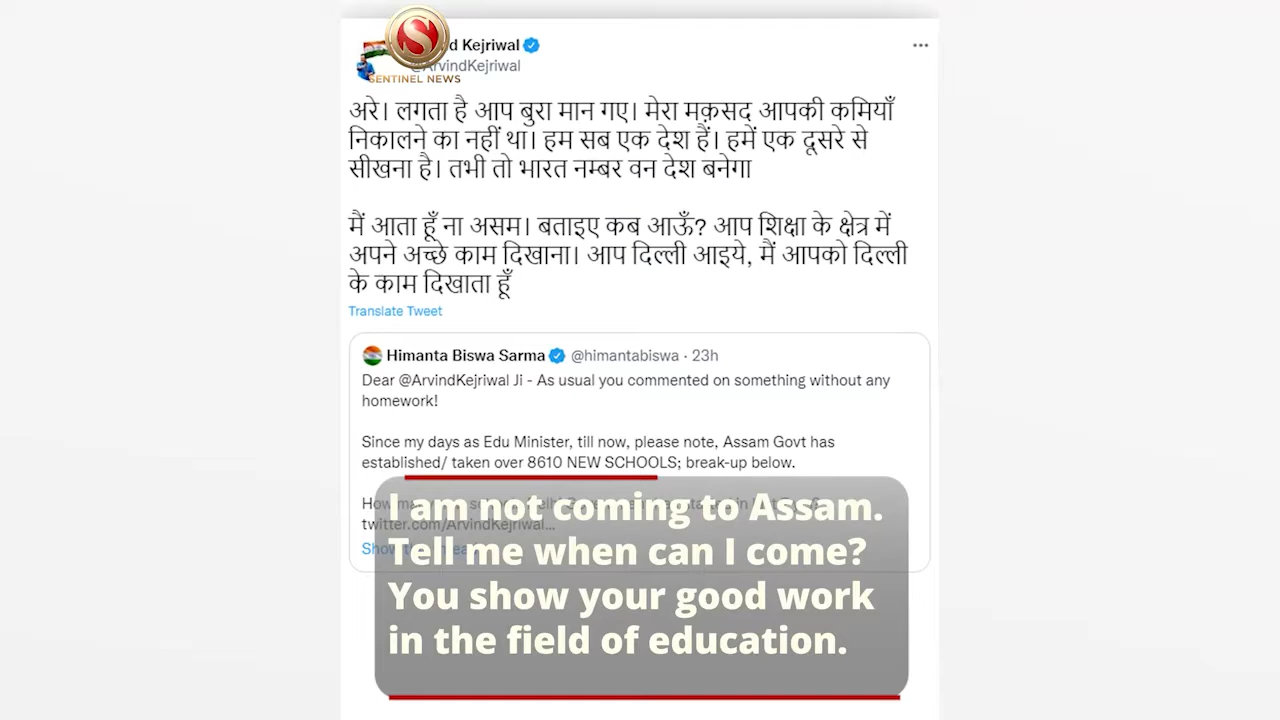 d Kejriwal
@ArvindKejriwal
SENTINEL NEWS
अरे। लगता है आप बुरा मान गए। मेरा मक़सद आपकी कमियाँ
निकालने का नहीं था। हम सब एक देश हैं। हमें एक दूसरे से
सीखना है। तभी तो भारत नम्बर वन देश बनेगा
मैं आता हूँ ना असम। बताइए कब आऊँ? आप शिक्षा के क्षेत्र में
अपने अच्छे काम दिखाना। आप दिल्ली आइये, मैं आपको दिल्ली
के काम दिखाता हूँ
Translate Tweet
Himanta Biswa Sarma @himantabiswa · 23h
Dear @ArvindKejriwal Ji - As usual you commented on something without any
homework!
Since my days as Edu Minister, till now, please note, Assam Govt has
established/ taken over 8610 NEW SCHOOLS; break-up below.
twitter.com/ArvindKejriwal...
I am not coming to Assam.
Tell me when can I come?
You show your good work
in the field of education.